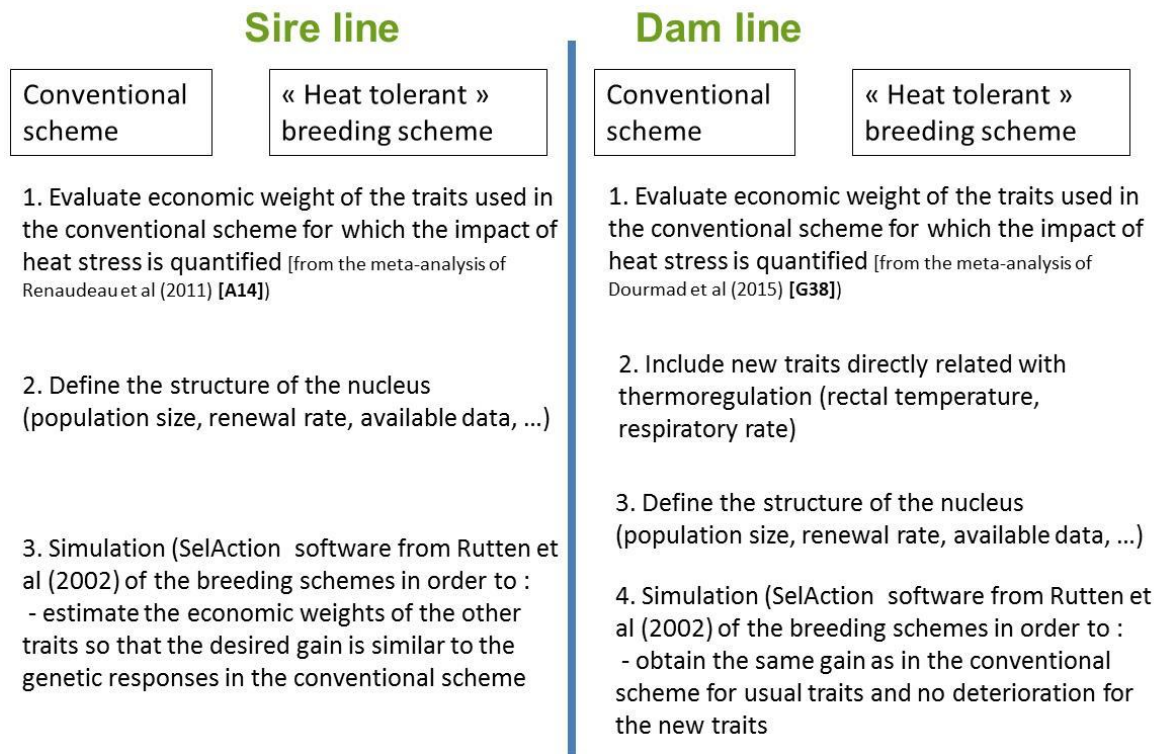 Sire line
Conventional
scheme
« Heat tolerant »
breeding scheme
1. Evaluate economic weight of the traits used in
the conventional scheme for which the impact of
heat stress is quantified [from the meta-analysis of
Renaudeau et al (2011) [A14])
2. Define the structure of the nucleus
(population size, renewal rate, available data, ...)
3. Simulation (SelAction software from Rutten et
al (2002) of the breeding schemes in order to :
- estimate the economic weights of the other
traits so that the desired gain is similar to the
genetic responses in the conventional scheme
Dam line
Conventional
scheme
« Heat tolerant »
breeding scheme
1. Evaluate economic weight of the traits used in
the conventional scheme for which the impact of
heat stress is quantified [from the meta-analysis of
Dourmad et al (2015) [G38])
2. Include new traits directly related with
thermoregulation (rectal temperature,
respiratory rate)
3. Define the structure of the nucleus
(population size, renewal rate, available data, ...)
4. Simulation (SelAction software from Rutten et
al (2002) of the breeding schemes in order to :
- obtain the same gain as in the conventional
scheme for usual traits and no deterioration for
the new traits